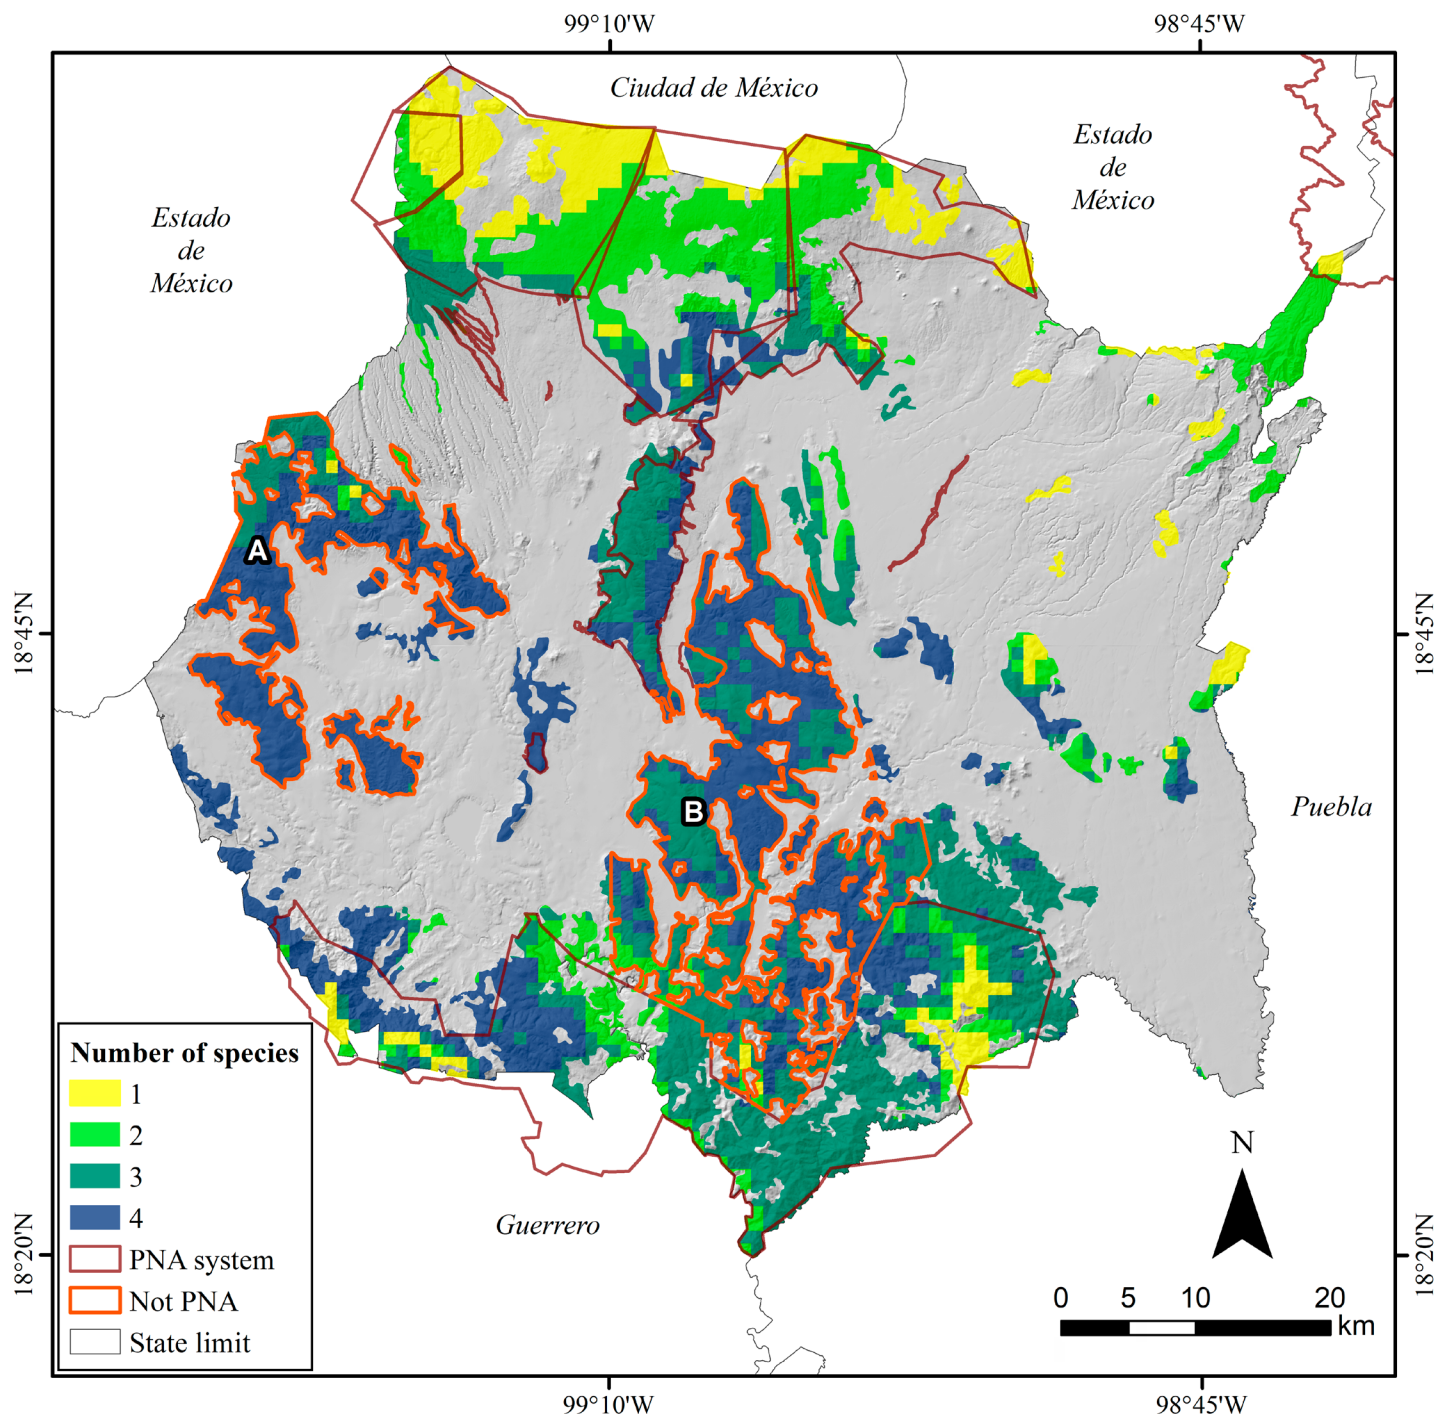 99°10'W
98°45'W
Ciudad de México
Estado
de
México
Estado
de
México
A
18°45'N
18°45'N
B
Puebla
Number of species
1
2
3
4
PNA system
Not PNA
State limit
Guerrero
N
18°20'N
18°20'N
0 5 10 20
km
99°10'W
98°45'W